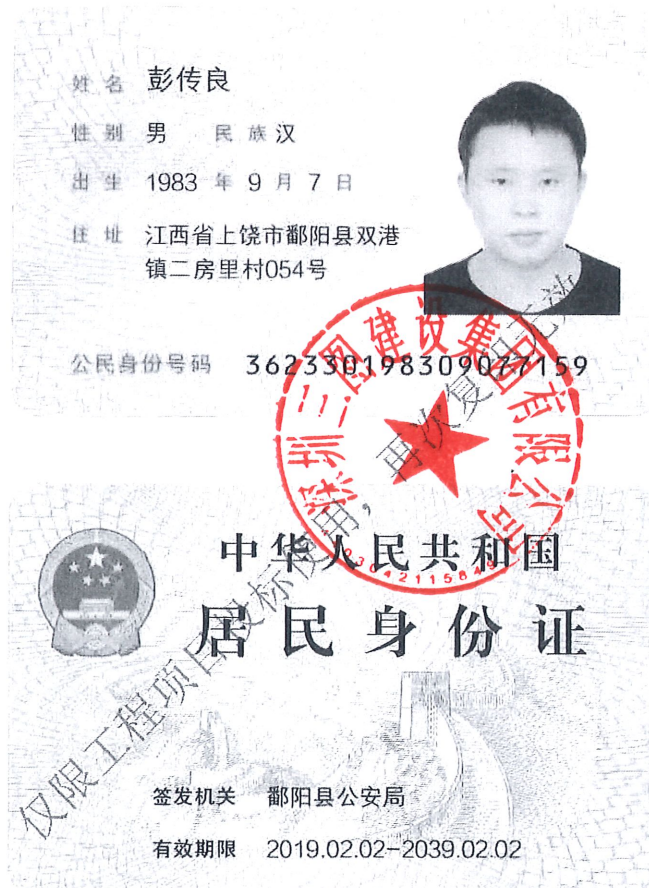 姓名 彭传良
性别 男 民族 汉
出生 1983 年 9 月 7 日
住址 江西省上饶市鄱阳县双港
镇二房里村054号
公民身份号码 362330198309077159
深圳三图建设集团有限公司
中华人民共和国
居民身份证
仅限工程项目投标使用，再次复印无效
签发机关 鄱阳县公安局
有效期限 2019.02.02-2039.02.02